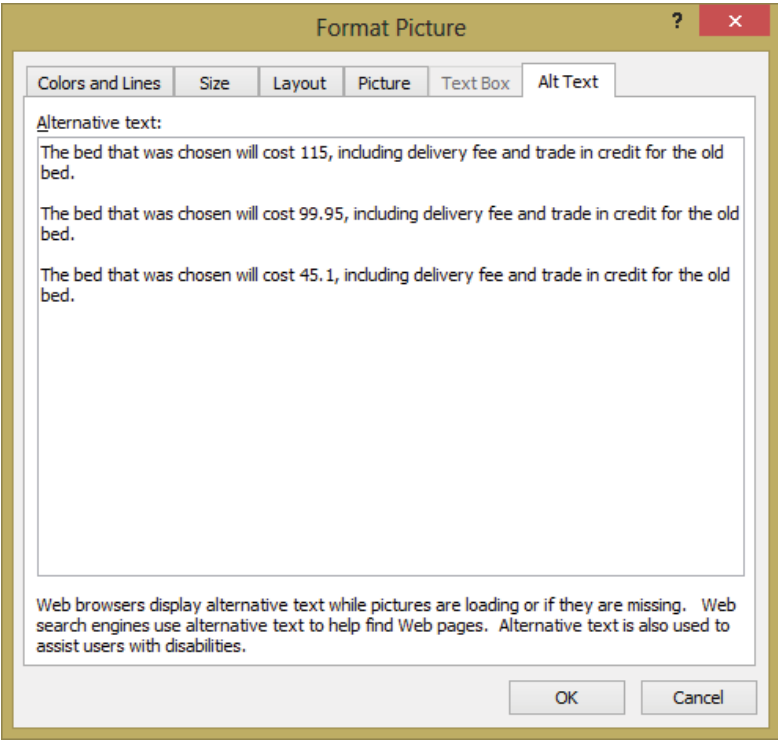 Format Picture
?
×
Colors and Lines Size Layout Picture Text Box Alt Text
Alternative text:
The bed that was chosen will cost 115, including delivery fee and trade in credit for the old
bed.
The bed that was chosen will cost 99.95, including delivery fee and trade in credit for the old
bed.
The bed that was chosen will cost 45.1, including delivery fee and trade in credit for the old
bed.
Web browsers display alternative text while pictures are loading or if they are missing. Web
search engines use alternative text to help find Web pages. Alternative text is also used to
assist users with disabilities.
OK Cancel